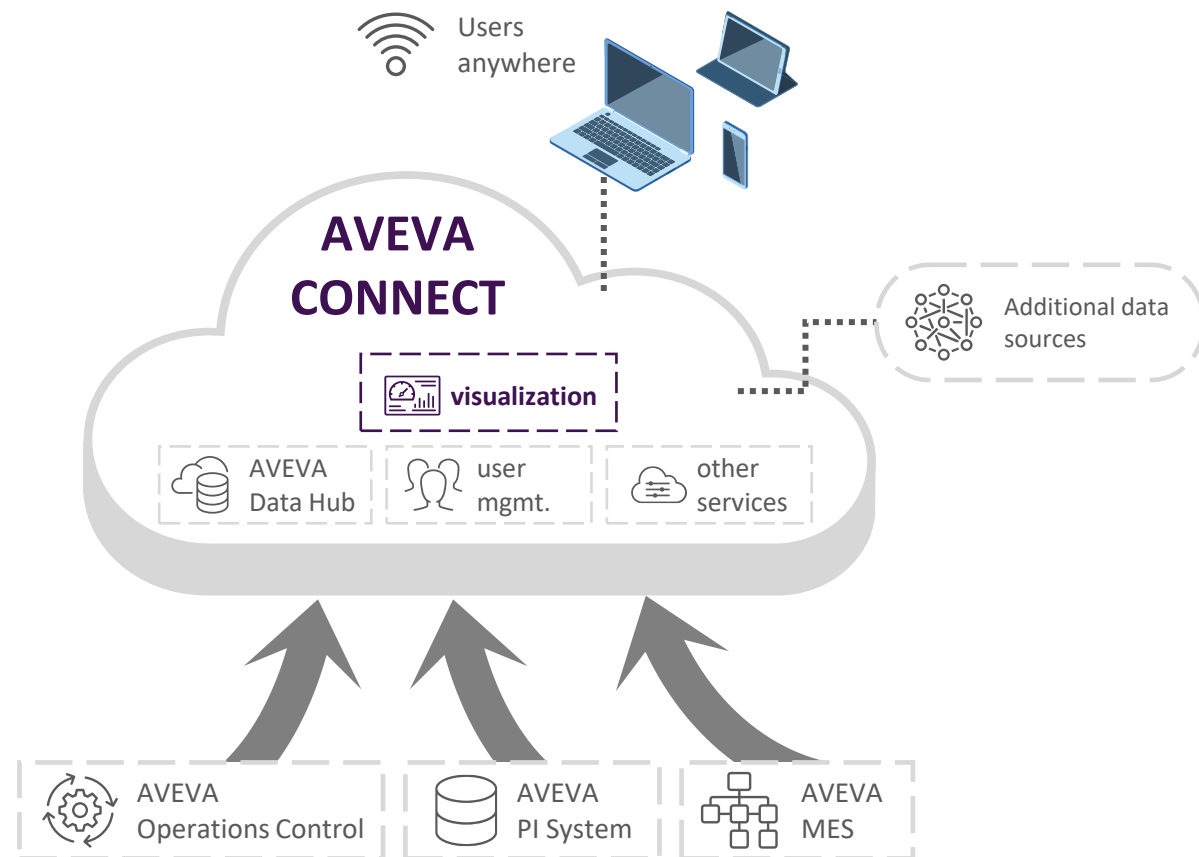 Users
anywhere
AVEVA
CONNECT
Additional data
sources
visualization
AVEVA
Data Hub
user
mgmt.
other
services
AVEVA
Operations Control
AVEVA
PI System
AVEVA
MES